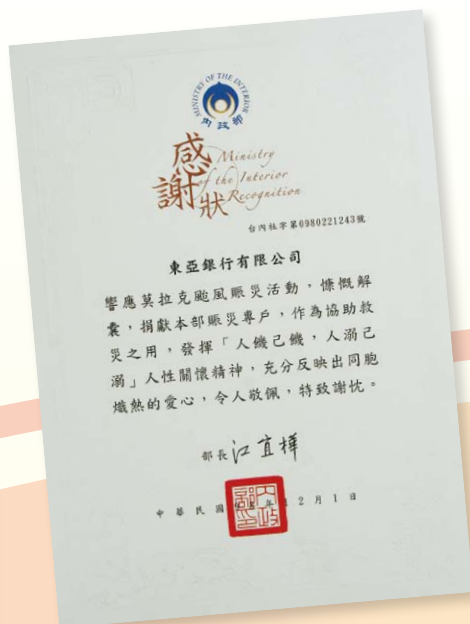 MINISTRY OF THE INTERIOR
內政部
感謝狀
Ministry
of the Interior
Recognition
台內社字第0980221243號
東亞銀行有限公司
響應莫拉克颱風賑災活動，慷慨解
囊，捐獻本部賑災專戶，作為協助救
災之用，發揮「人饑己饑，人溺己
溺」人性關懷精神，充分反映出同胞
熾熱的愛心，令人敬佩，特致謝忱。
部長江宜樺
中華民國 年 2月1日
內政部印